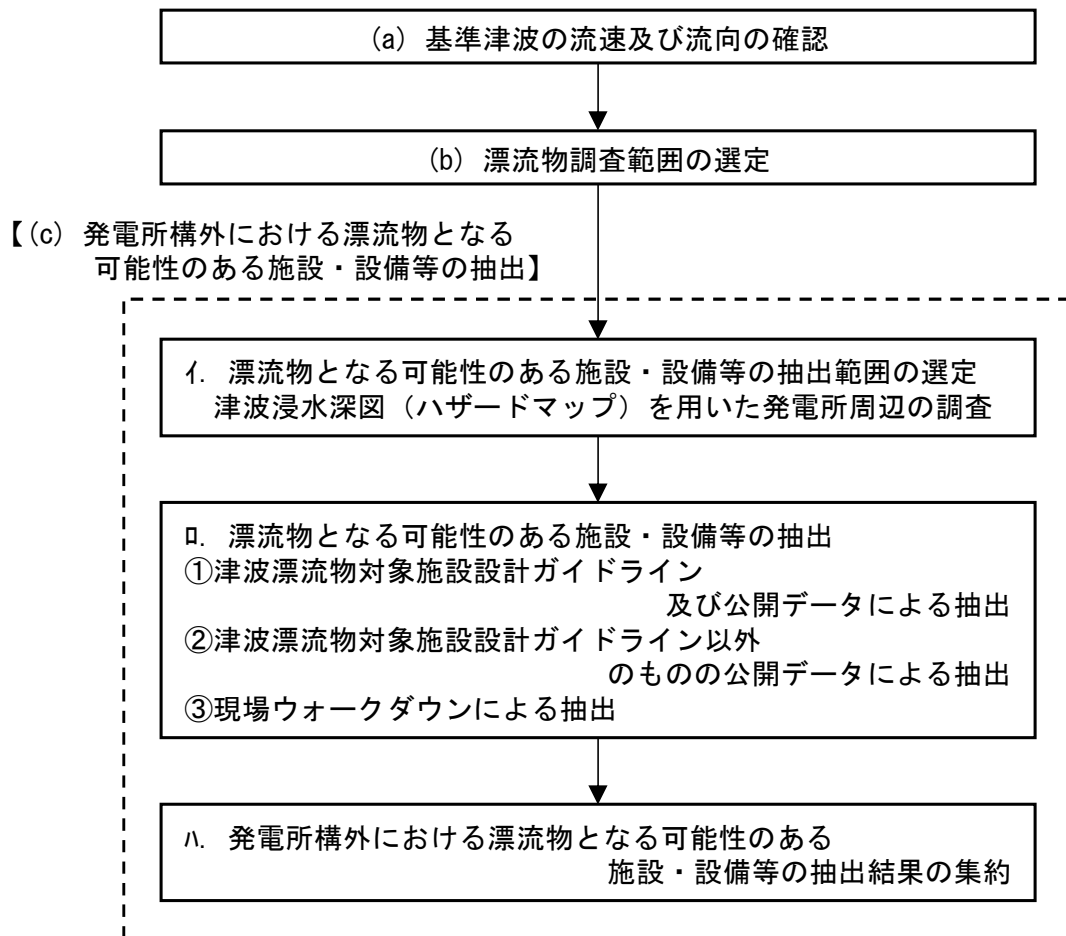 (a) 基準津波の流速及び流向の確認
(b) 漂流物調査範囲の選定
【(c) 発電所構外における漂流物となる
可能性のある施設・設備等の抽出】
ｲ. 漂流物となる可能性のある施設・設備等の抽出範囲の選定
津波浸水深図（ハザードマップ）を用いた発電所周辺の調査
ﾛ. 漂流物となる可能性のある施設・設備等の抽出
①津波漂流物対象施設設計ガイドライン
及び公開データによる抽出
②津波漂流物対象施設設計ガイドライン以外
のものの公開データによる抽出
③現場ウォークダウンによる抽出
ﾊ. 発電所構外における漂流物となる可能性のある
施設・設備等の抽出結果の集約